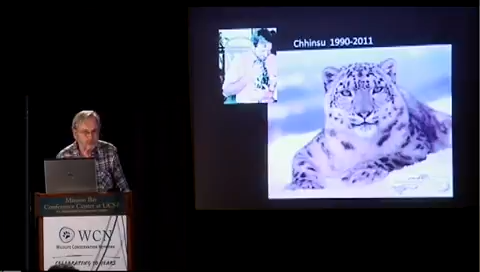 Chhinsu 1990-2011
Mission Bay
Conference Center at UCSF
WCN
WILDLIFE CONSERVATION NETWORK
CELEBRATING 10 YEARS